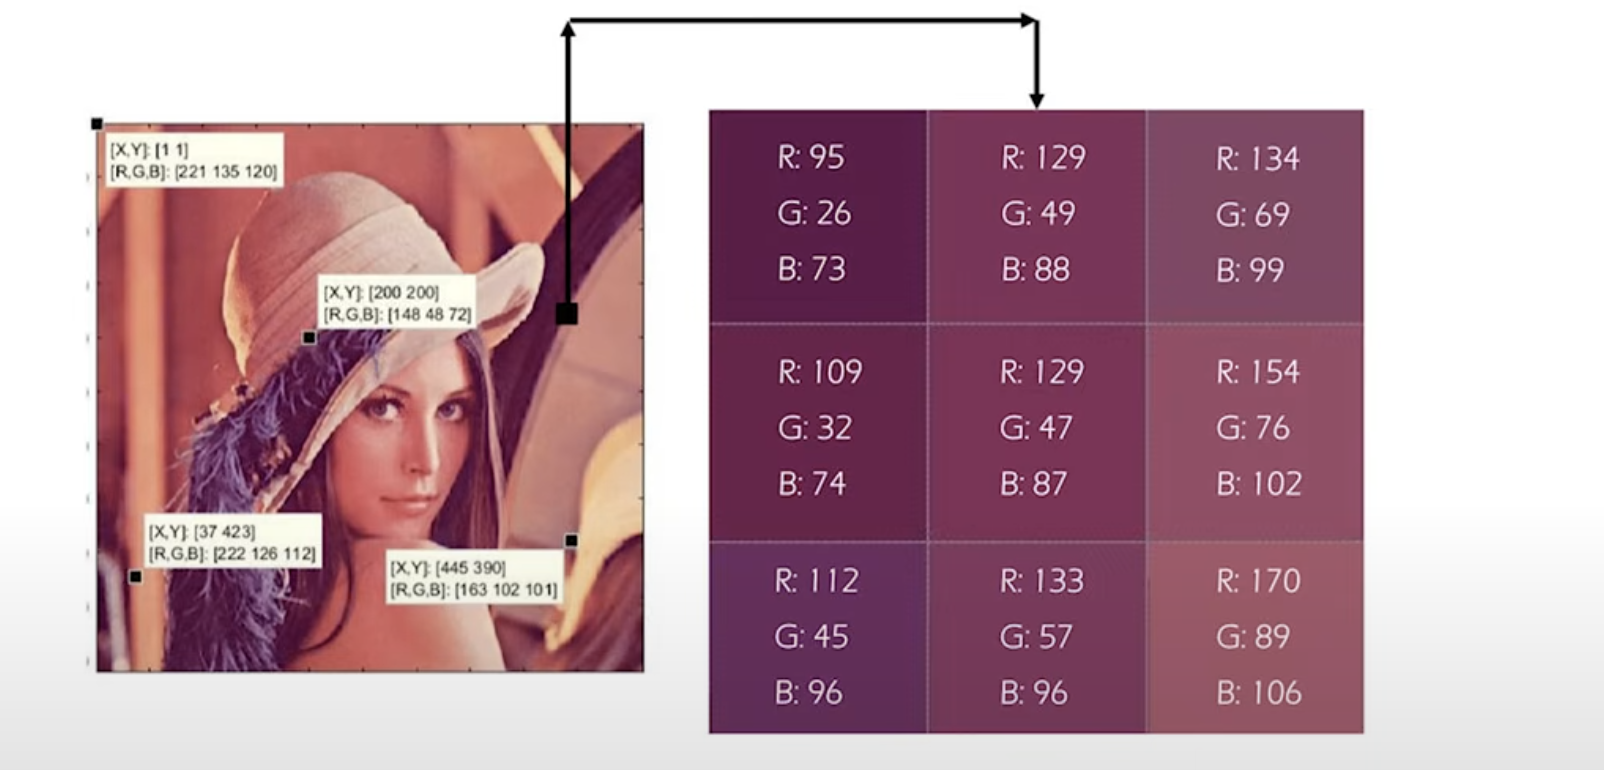 [X,Y]: [1 1]
[R,G,B]: [221 135 120]
[X,Y]: [200 200]
[R,G,B]: [148 48 72]
[X,Y]: [37 423]
[R,G,B]: [222 126 112]
[X,Y]: [445 390]
[R,G,B]: [163 102 101]
R: 95
G: 26
B: 73
R: 129
G: 49
B: 88
R: 134
G: 69
B: 99
R: 109
G: 32
B: 74
R: 129
G: 47
B: 87
R: 154
G: 76
B: 102
R: 112
G: 45
B: 96
R: 133
G: 57
B: 96
R: 170
G: 89
B: 106